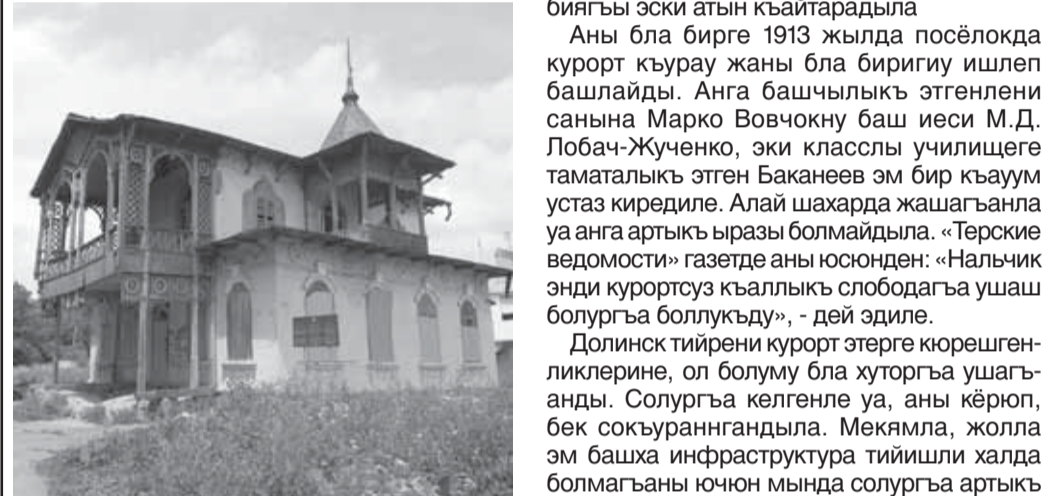 биягъы эски атын къайтарадыла
Аны бла бирге 1913 жылда посёлокда
курорт къурау жаны бла биригиу ишлеп
башлайды. Анга башчылыкъ этгенлени
санына Марко Вовчокну баш иеси М.Д.
Лобач-Жученко, эки класслы училищеге
таматалыкъ этген Баканеев эм бир къауум
устаз киредиле. Алай шахарда жашагъанла
уа анга артыкъ ыразы болмайдыла. «Терские
ведомости» газетде аны юсюнден: «Нальчик
энди курортсуз къаллыкъ слободагъа ушаш
болургъа боллукъду», - дей эдиле.
Долинск тийрени курорт этерге кюрешген-
ликлерине, ол болуму бла хуторгъа ушагъ-
анды. Солургъа келгенле уа, аны кёрюп,
бек сокъураннгандыла. Мекямла, жолла
эм башха инфраструктура тийишли халда
болмагъаны ючюн мында солургъа артыкъ